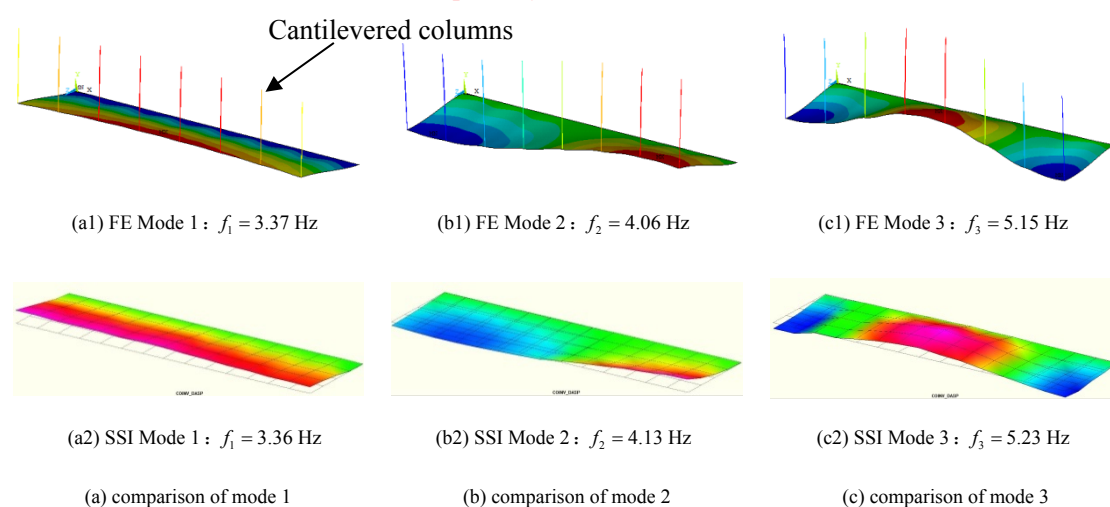 Cantilevered columns
X
X
X
(a1) FE Mode 1：f₁ = 3.37 Hz
(b1) FE Mode 2：f₂ = 4.06 Hz
(c1) FE Mode 3：f₃ = 5.15 Hz
(a2) SSI Mode 1：f₁ = 3.36 Hz
(b2) SSI Mode 2：f₂ = 4.13 Hz
(c2) SSI Mode 3：f₃ = 5.23 Hz
(a) comparison of mode 1
(b) comparison of mode 2
(c) comparison of mode 3